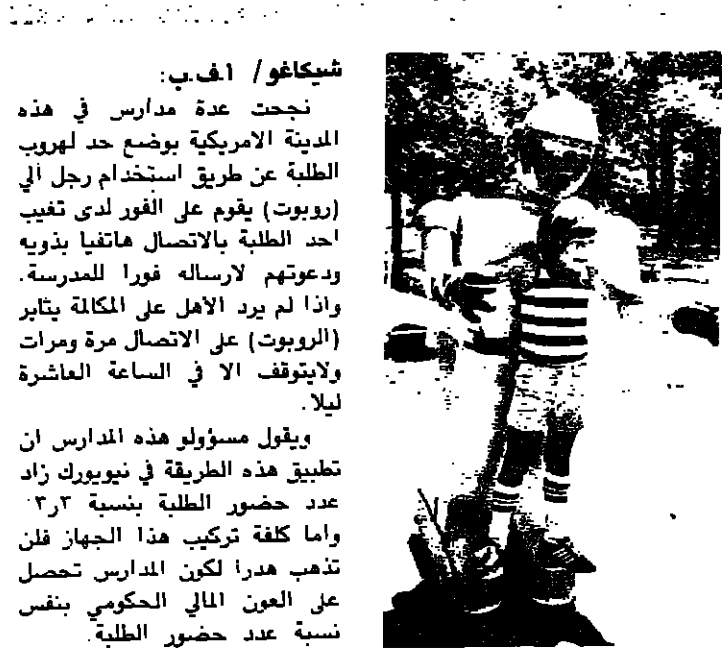 شيكاغو / ا.ف.ب:
نجحت عدة مدارس في هذه
المدينة الامريكية بوضع حد لهروب
الطلبة عن طريق استخدام رجل آلي
(روبوت) يقوم على الفور لدى تغيب
احد الطلبة بالاتصال هاتفيا بذويه
ودعوتهم لارساله فورا للمدرسة.
واذا لم يرد الأهل على المكالمة يثابر
(الروبوت) على الاتصال مرة ومرات
ولايتوقف الا في الساعة العاشرة
ليلا.
ويقول مسؤولو هذه المدارس ان
تطبيق هذه الطريقة في نيويورك زاد
عدد حضور الطلبة بنسبة ٣ر٣
واما كلفة تركيب هذا الجهاز فلن
تذهب هدرا لكون المدارس تحصل
على العون المالي الحكومي بنفس
نسبة عدد حضور الطلبة.